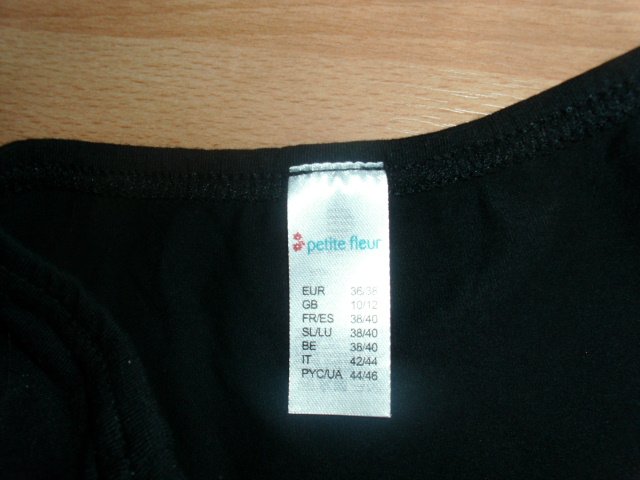 petite fleur
EUR 36/38
GB 10/12
FR/ES 38/40
SL/LU 38/40
BE 38/40
IT 42/44
PYC/UA 44/46